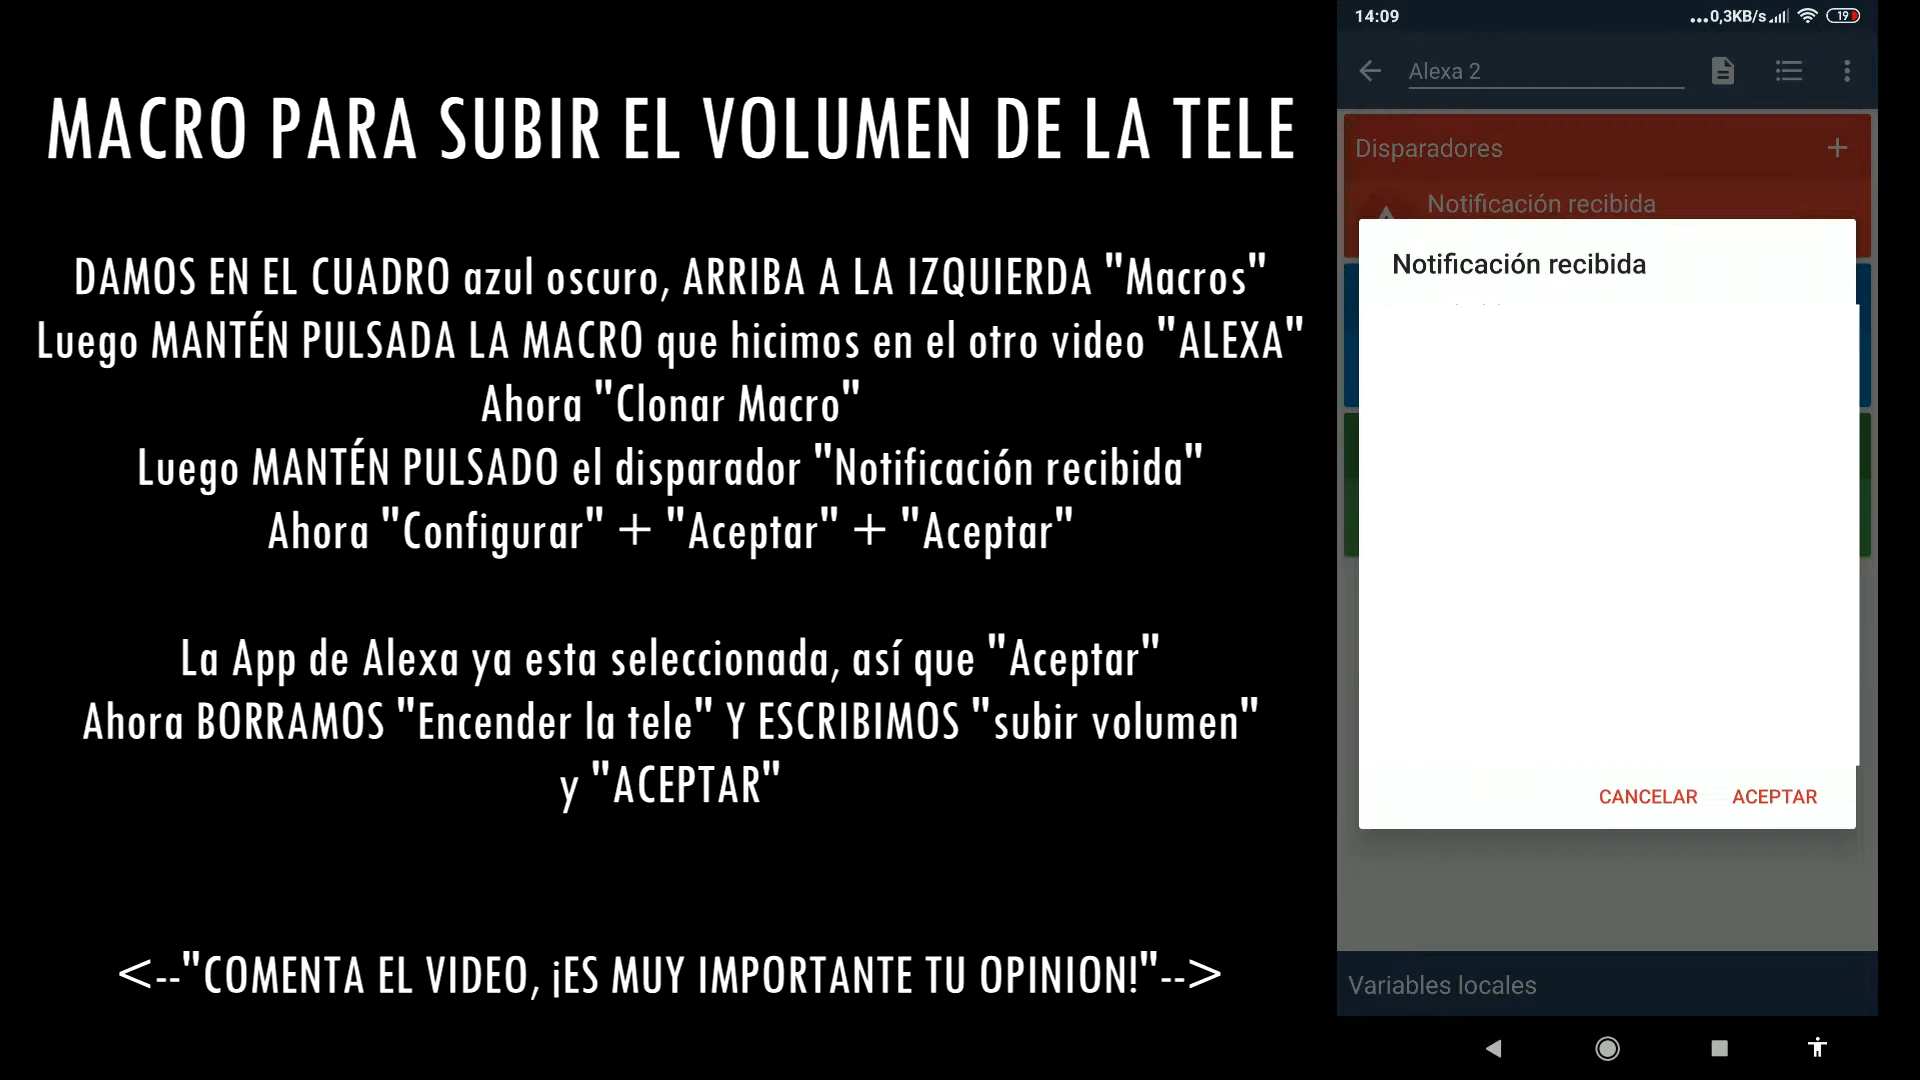 MACRO PARA SUBIR EL VOLUMEN DE LA TELE
DAMOS EN EL CUADRO azul oscuro, ARRIBA A LA IZQUIERDA "Macros"
Luego MANTÉN PULSADA LA MACRO que hicimos en el otro video "ALEXA"
Ahora "Clonar Macro"
Luego MANTÉN PULSADO el disparador "Notificación recibida"
Ahora "Configurar" + "Aceptar" + "Aceptar"
La App de Alexa ya esta seleccionada, así que "Aceptar"
Ahora BORRAMOS "Encender la tele" Y ESCRIBIMOS "subir volumen"
y "ACEPTAR"
<--"COMENTA EL VIDEO, ¡ES MUY IMPORTANTE TU OPINION!"-->
14:09
...0,3KB/s
19
Alexa 2
Disparadores
Notificación recibida
Notificación recibida
CANCELAR ACEPTAR
Variables locales